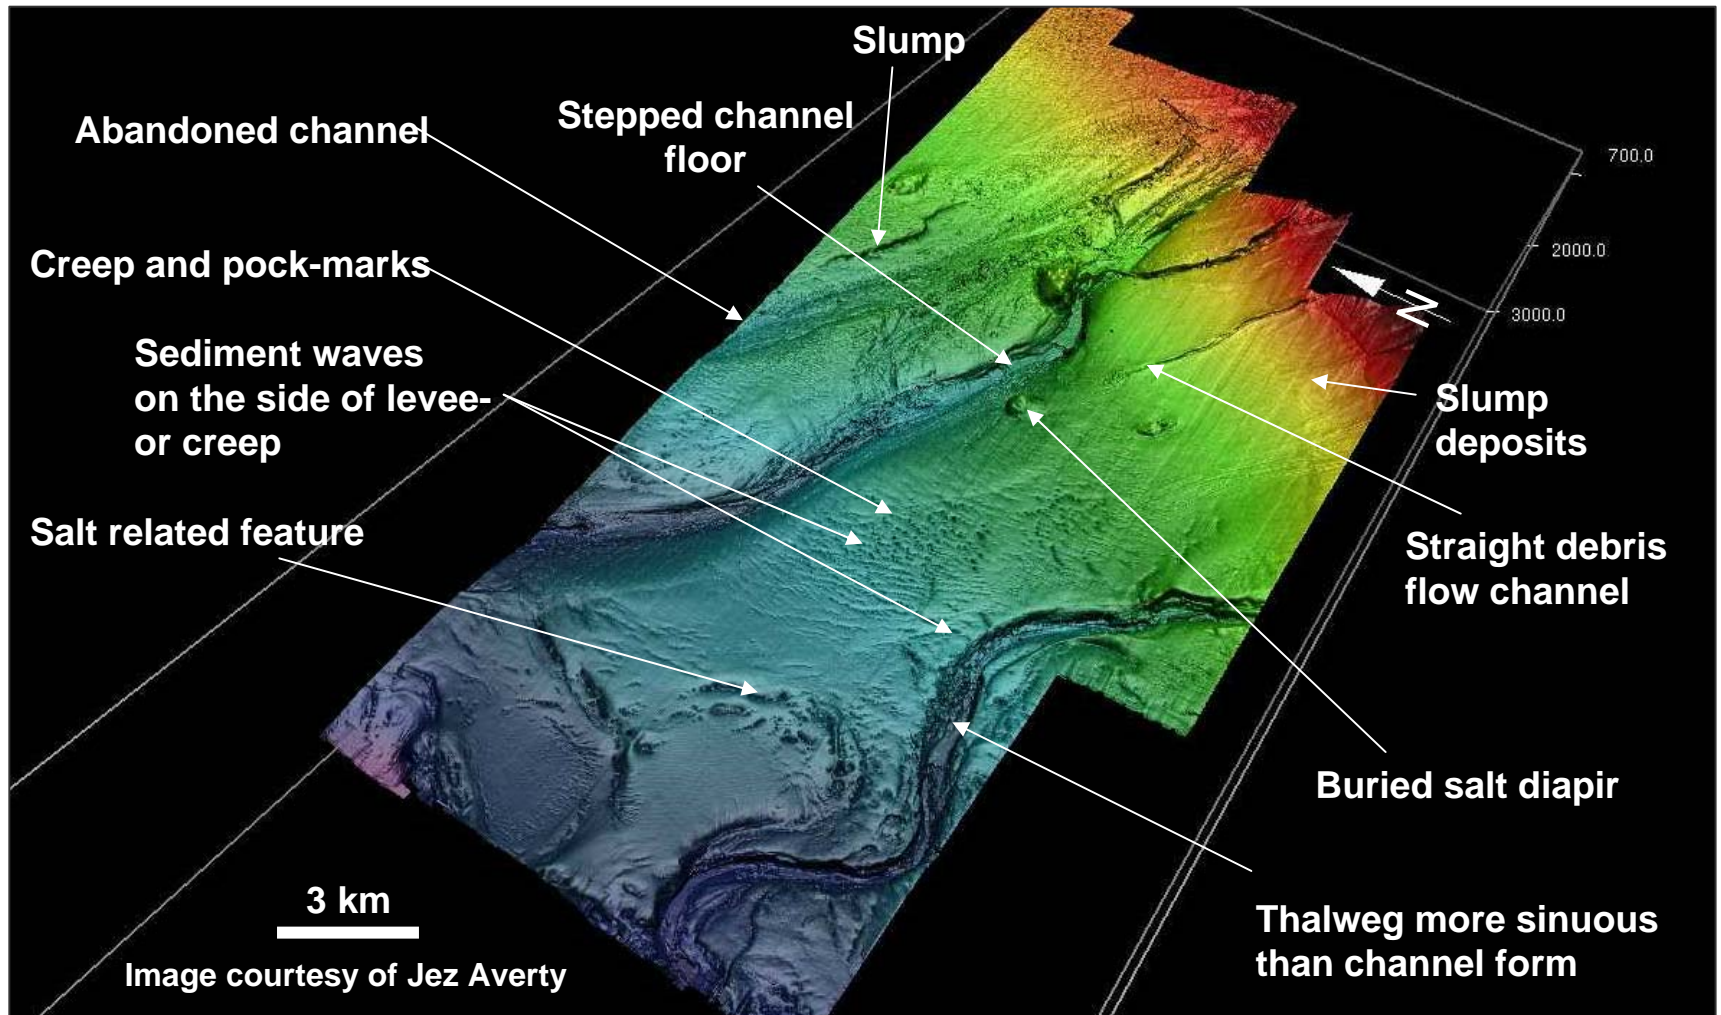 Slump
Stepped channel
floor
Abandoned channel
Creep and pock-marks
Sediment waves
on the side of levee-
or creep
Salt related feature
700.0
2000.0
3000.0
N
Slump
deposits
Straight debris
flow channel
Buried salt diapir
Thalweg more sinuous
than channel form
3 km
Image courtesy of Jez Averty